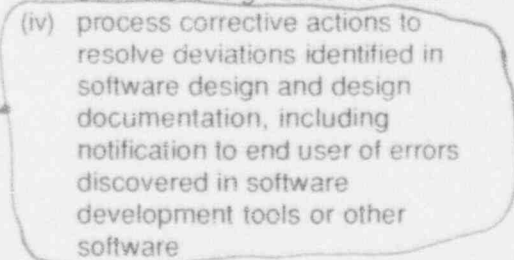 (iv) process corrective actions to
resolve deviations identified in
software design and design
documentation, including
notification to end user of errors
discovered in software
development tools or other
software